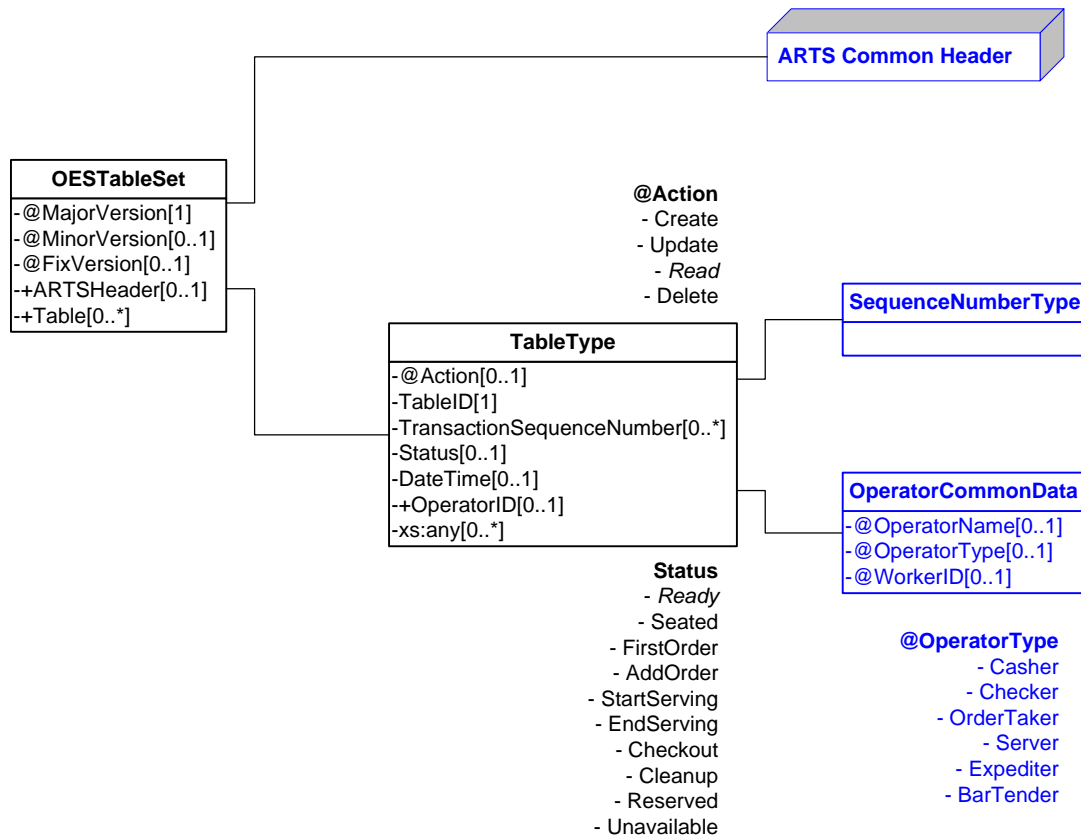 ARTS Common Header
OESTableSet
-@MajorVersion[1]
-@MinorVersion[0..1]
-@FixVersion[0..1]
-+ARTSHeader[0..1]
-+Table[0..*]
@Action
- Create
- Update
- Read
- Delete
SequenceNumberType
TableType
-@Action[0..1]
-TableID[1]
-TransactionSequenceNumber[0..*]
-Status[0..1]
-DateTime[0..1]
-+OperatorID[0..1]
-xs:any[0..*]
OperatorCommonData
-@OperatorName[0..1]
-@OperatorType[0..1]
-@WorkerID[0..1]
Status
- Ready
- Seated
- FirstOrder
- AddOrder
- StartServing
- EndServing
- Checkout
- Cleanup
- Reserved
- Unavailable
@OperatorType
- Casher
- Checker
- OrderTaker
- Server
- Expediter
- BarTender